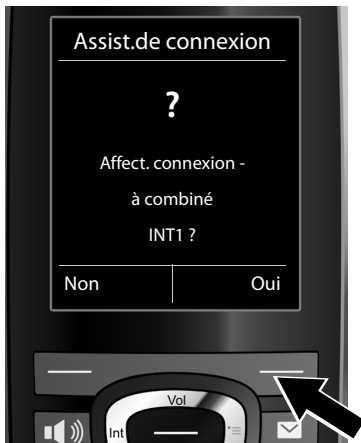 Assist.de connexion
?
Affect. connexion -
à combiné
INT1 ?
Non Oui
Vol
Int